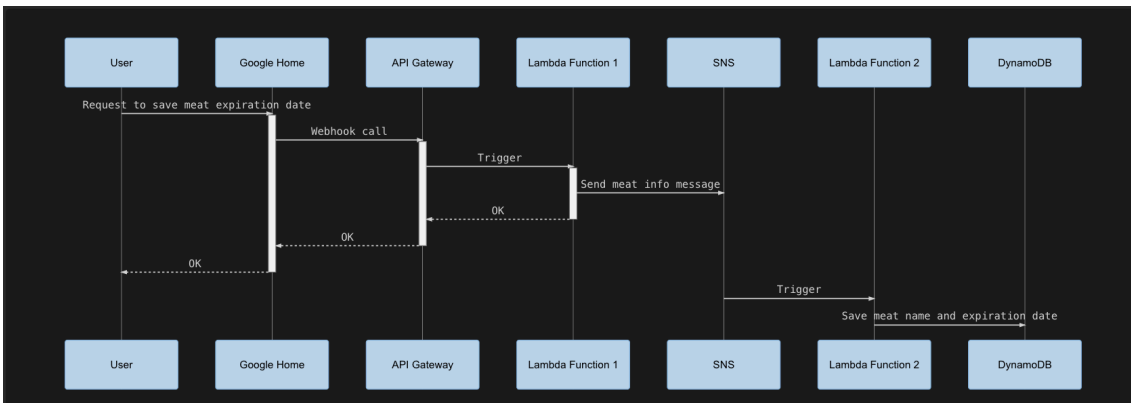 User
Google Home
API Gateway
Lambda Function 1
SNS
Lambda Function 2
DynamoDB
Request to save meat expiration date
Webhook call
Trigger
Send meat info message
OK
OK
OK
Trigger
Save meat name and expiration date
User
Google Home
API Gateway
Lambda Function 1
SNS
Lambda Function 2
DynamoDB